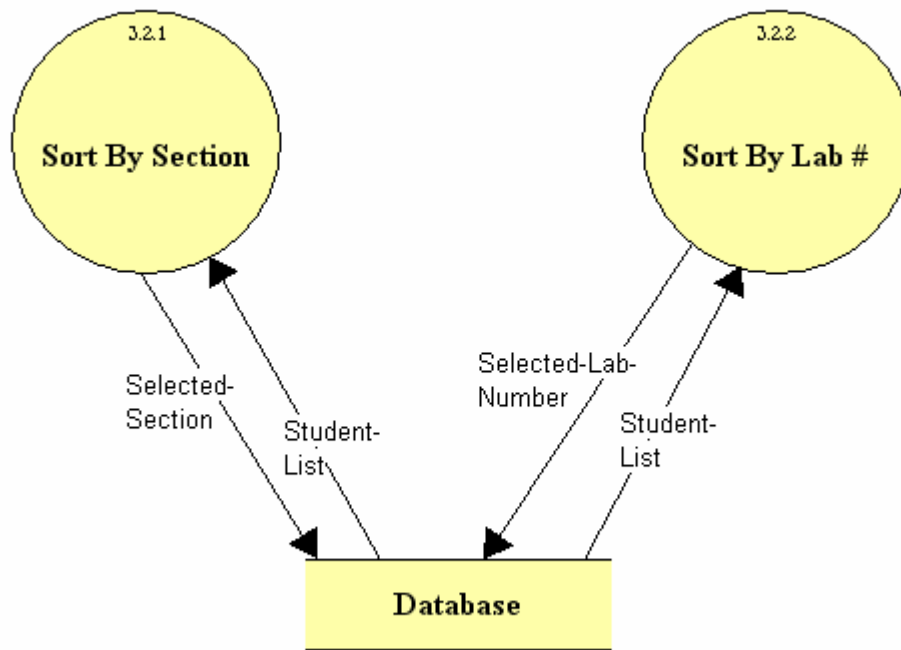 3.2.1
Sort By Section
3.2.2
Sort By Lab #
Selected-
Section
Student-
List
Selected-Lab-
Number
Student-
List
Database